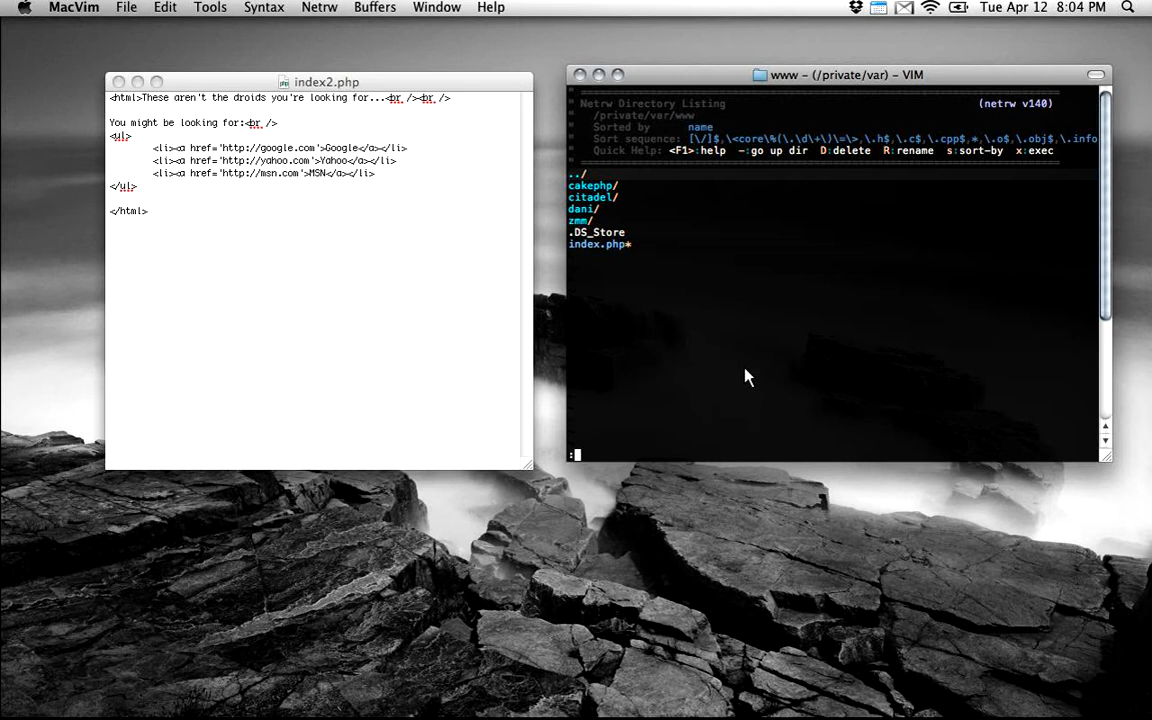 MacVim File Edit Tools Syntax Netrw Buffers Window Help Tue Apr 12 8:04 PM
index2.php
<html>These aren't the droids you're looking for...<br /><br />
You might be looking for:<br />
<ul>
<li><a href='http://google.com'>Google</a></li>
<li><a href='http://yahoo.com'>Yahoo</a></li>
<li><a href='http://msn.com'>MSN</a></li>
</ul>
</html>
www - (/private/var) - VIM
" ============================================================================
" Netrw Directory Listing (netrw v140)
" /private/var/www
" Sorted by name
" Sort sequence: [\/]$,\<core\%(\.\d\+\)\=\>,\.h$,\.c$,\.cpp$,*,\.o$,\.obj$,\.info
" Quick Help: <F1>:help -:go up dir D:delete R:rename s:sort-by x:exec
" ============================================================================
../
cakephp/
citadel/
dani/
zmm/
.DS_Store
index.php*
: